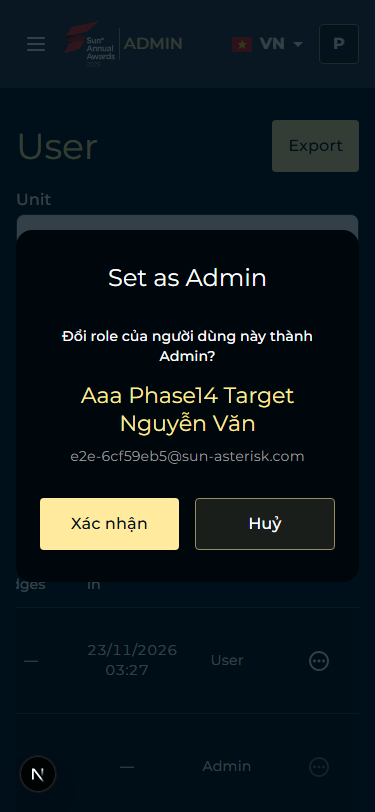 Sun*
Annual
Awards
2025
ADMIN
VN
P
User
Export
Unit
Set as Admin
Đổi role của người dùng này thành
Admin?
Aaa Phase14 Target
Nguyễn Văn
e2e-6cf59eb5@sun-asterisk.com
Xác nhận
Huỷ
dges
in
—
23/11/2026
03:27
User
—
Admin
N